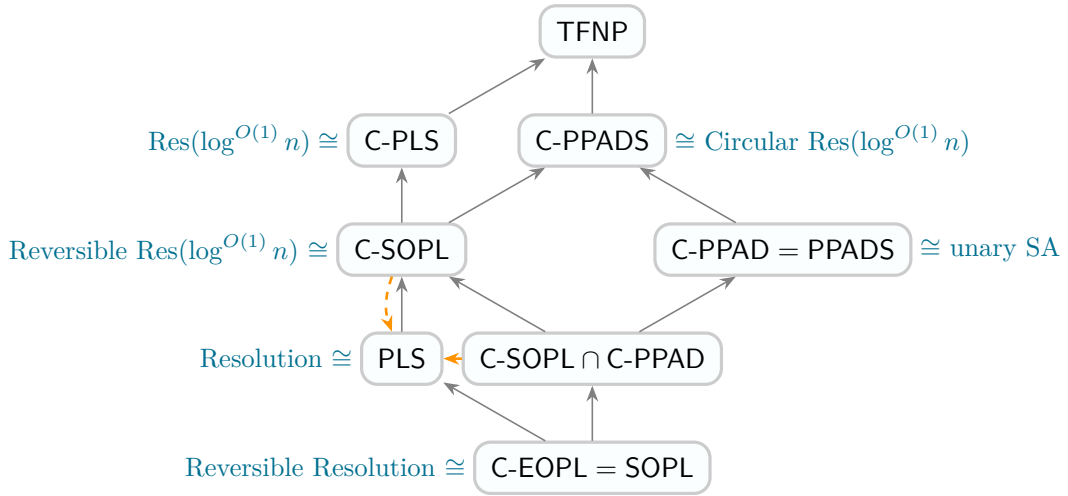 TFNP
Res(log^{O(1)} n) ≅ C-PLS C-PPADS ≅ Circular Res(log^{O(1)} n)
Reversible Res(log^{O(1)} n) ≅ C-SOPL C-PPAD = PPADS ≅ unary SA
Resolution ≅ PLS C-SOPL ∩ C-PPAD
Reversible Resolution ≅ C-EOPL = SOPL